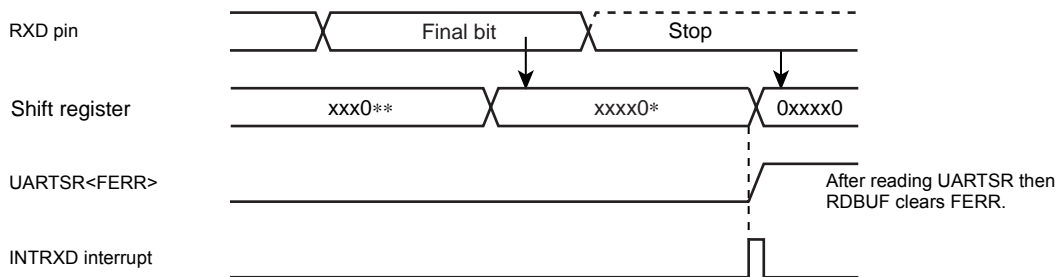 RXD pin
Final bit
Stop
Shift register
xxx0**
xxxx0*
0xxxx0
UARTSR<FERR>
After reading UARTSR then
RDBUF clears FERR.
INTRXD interrupt